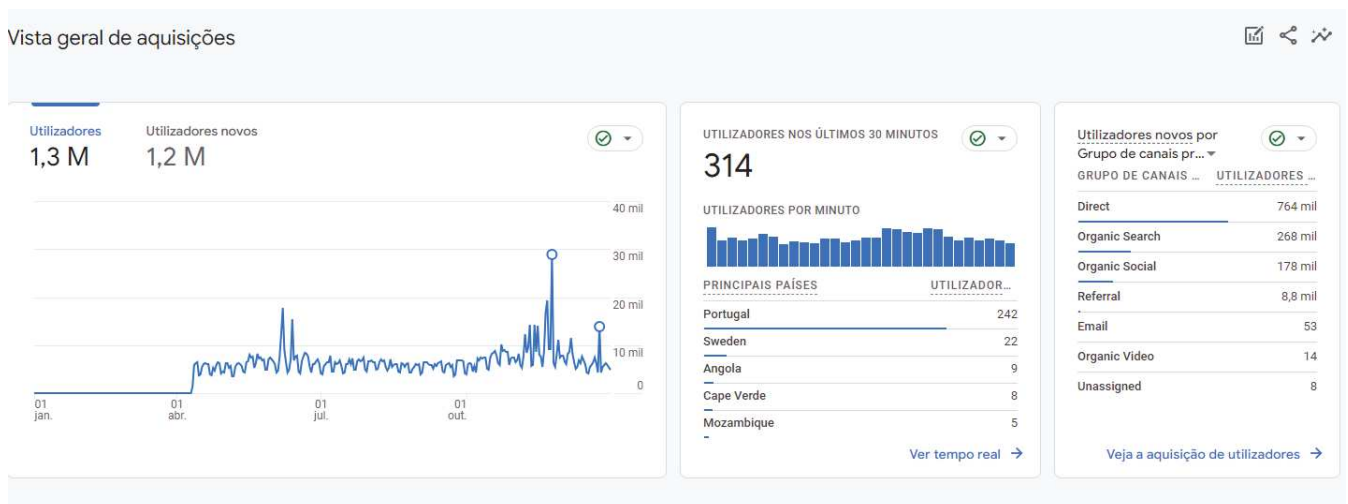 Vista geral de aquisições
Utilizadores
Utilizadores novos
1,3 M
1,2 M
40 mil
30 mil
20 mil
10 mil
0
01
jan.
01
abr.
01
jul.
01
out.
UTILIZADORES NOS ÚLTIMOS 30 MINUTOS
314
UTILIZADORES POR MINUTO
PRINCIPAIS PAÍSES UTILIZADOR...
Portugal 242
Sweden 22
Angola 9
Cape Verde 8
Mozambique 5
Ver tempo real
Utilizadores novos por
Grupo de canais pr...
GRUPO DE CANAIS ... UTILIZADORES ...
Direct 764 mil
Organic Search 268 mil
Organic Social 178 mil
Referral 8,8 mil
Email 53
Organic Video 14
Unassigned 8
Veja a aquisição de utilizadores